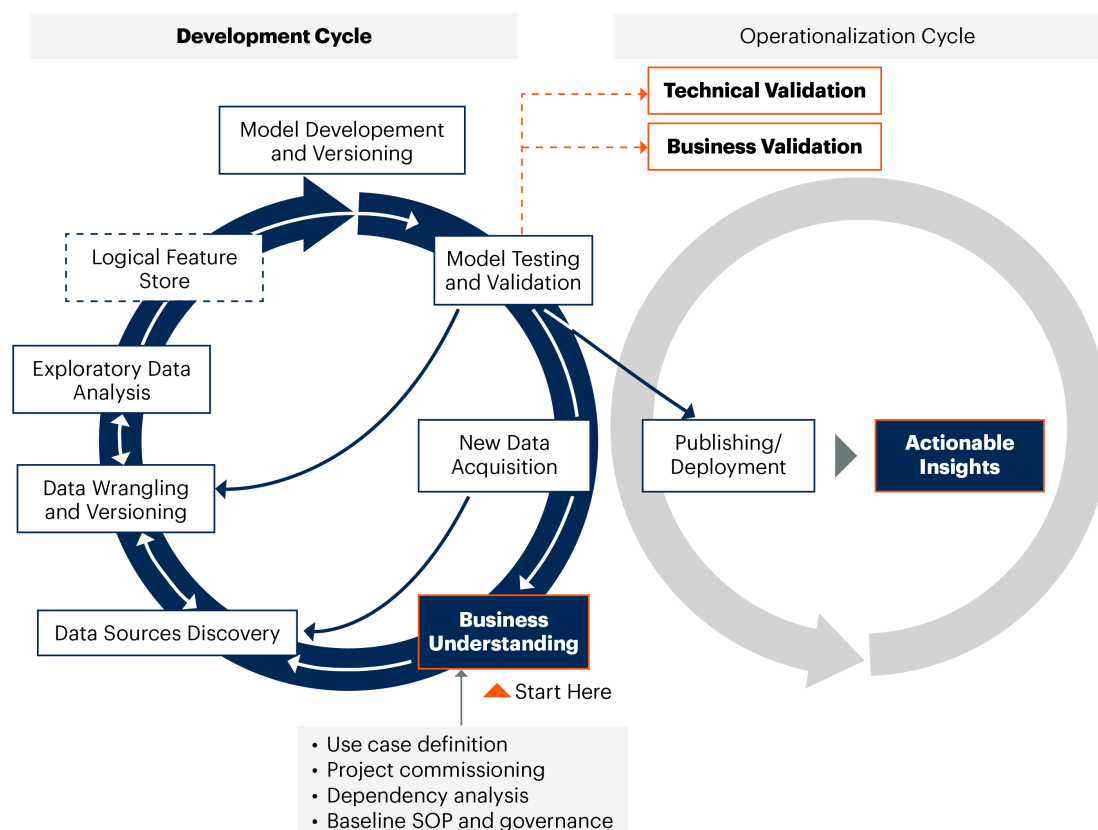 Development Cycle
Operationalization Cycle
Technical Validation
Business Validation
Model Developement
and Versioning
Logical Feature
Store
Model Testing
and Validation
Exploratory Data
Analysis
New Data
Acquisition
Publishing/
Deployment
Actionable
Insights
Data Wrangling
and Versioning
Data Sources Discovery
Business
Understanding
Start Here
• Use case definition
• Project commissioning
• Dependency analysis
• Baseline SOP and governance